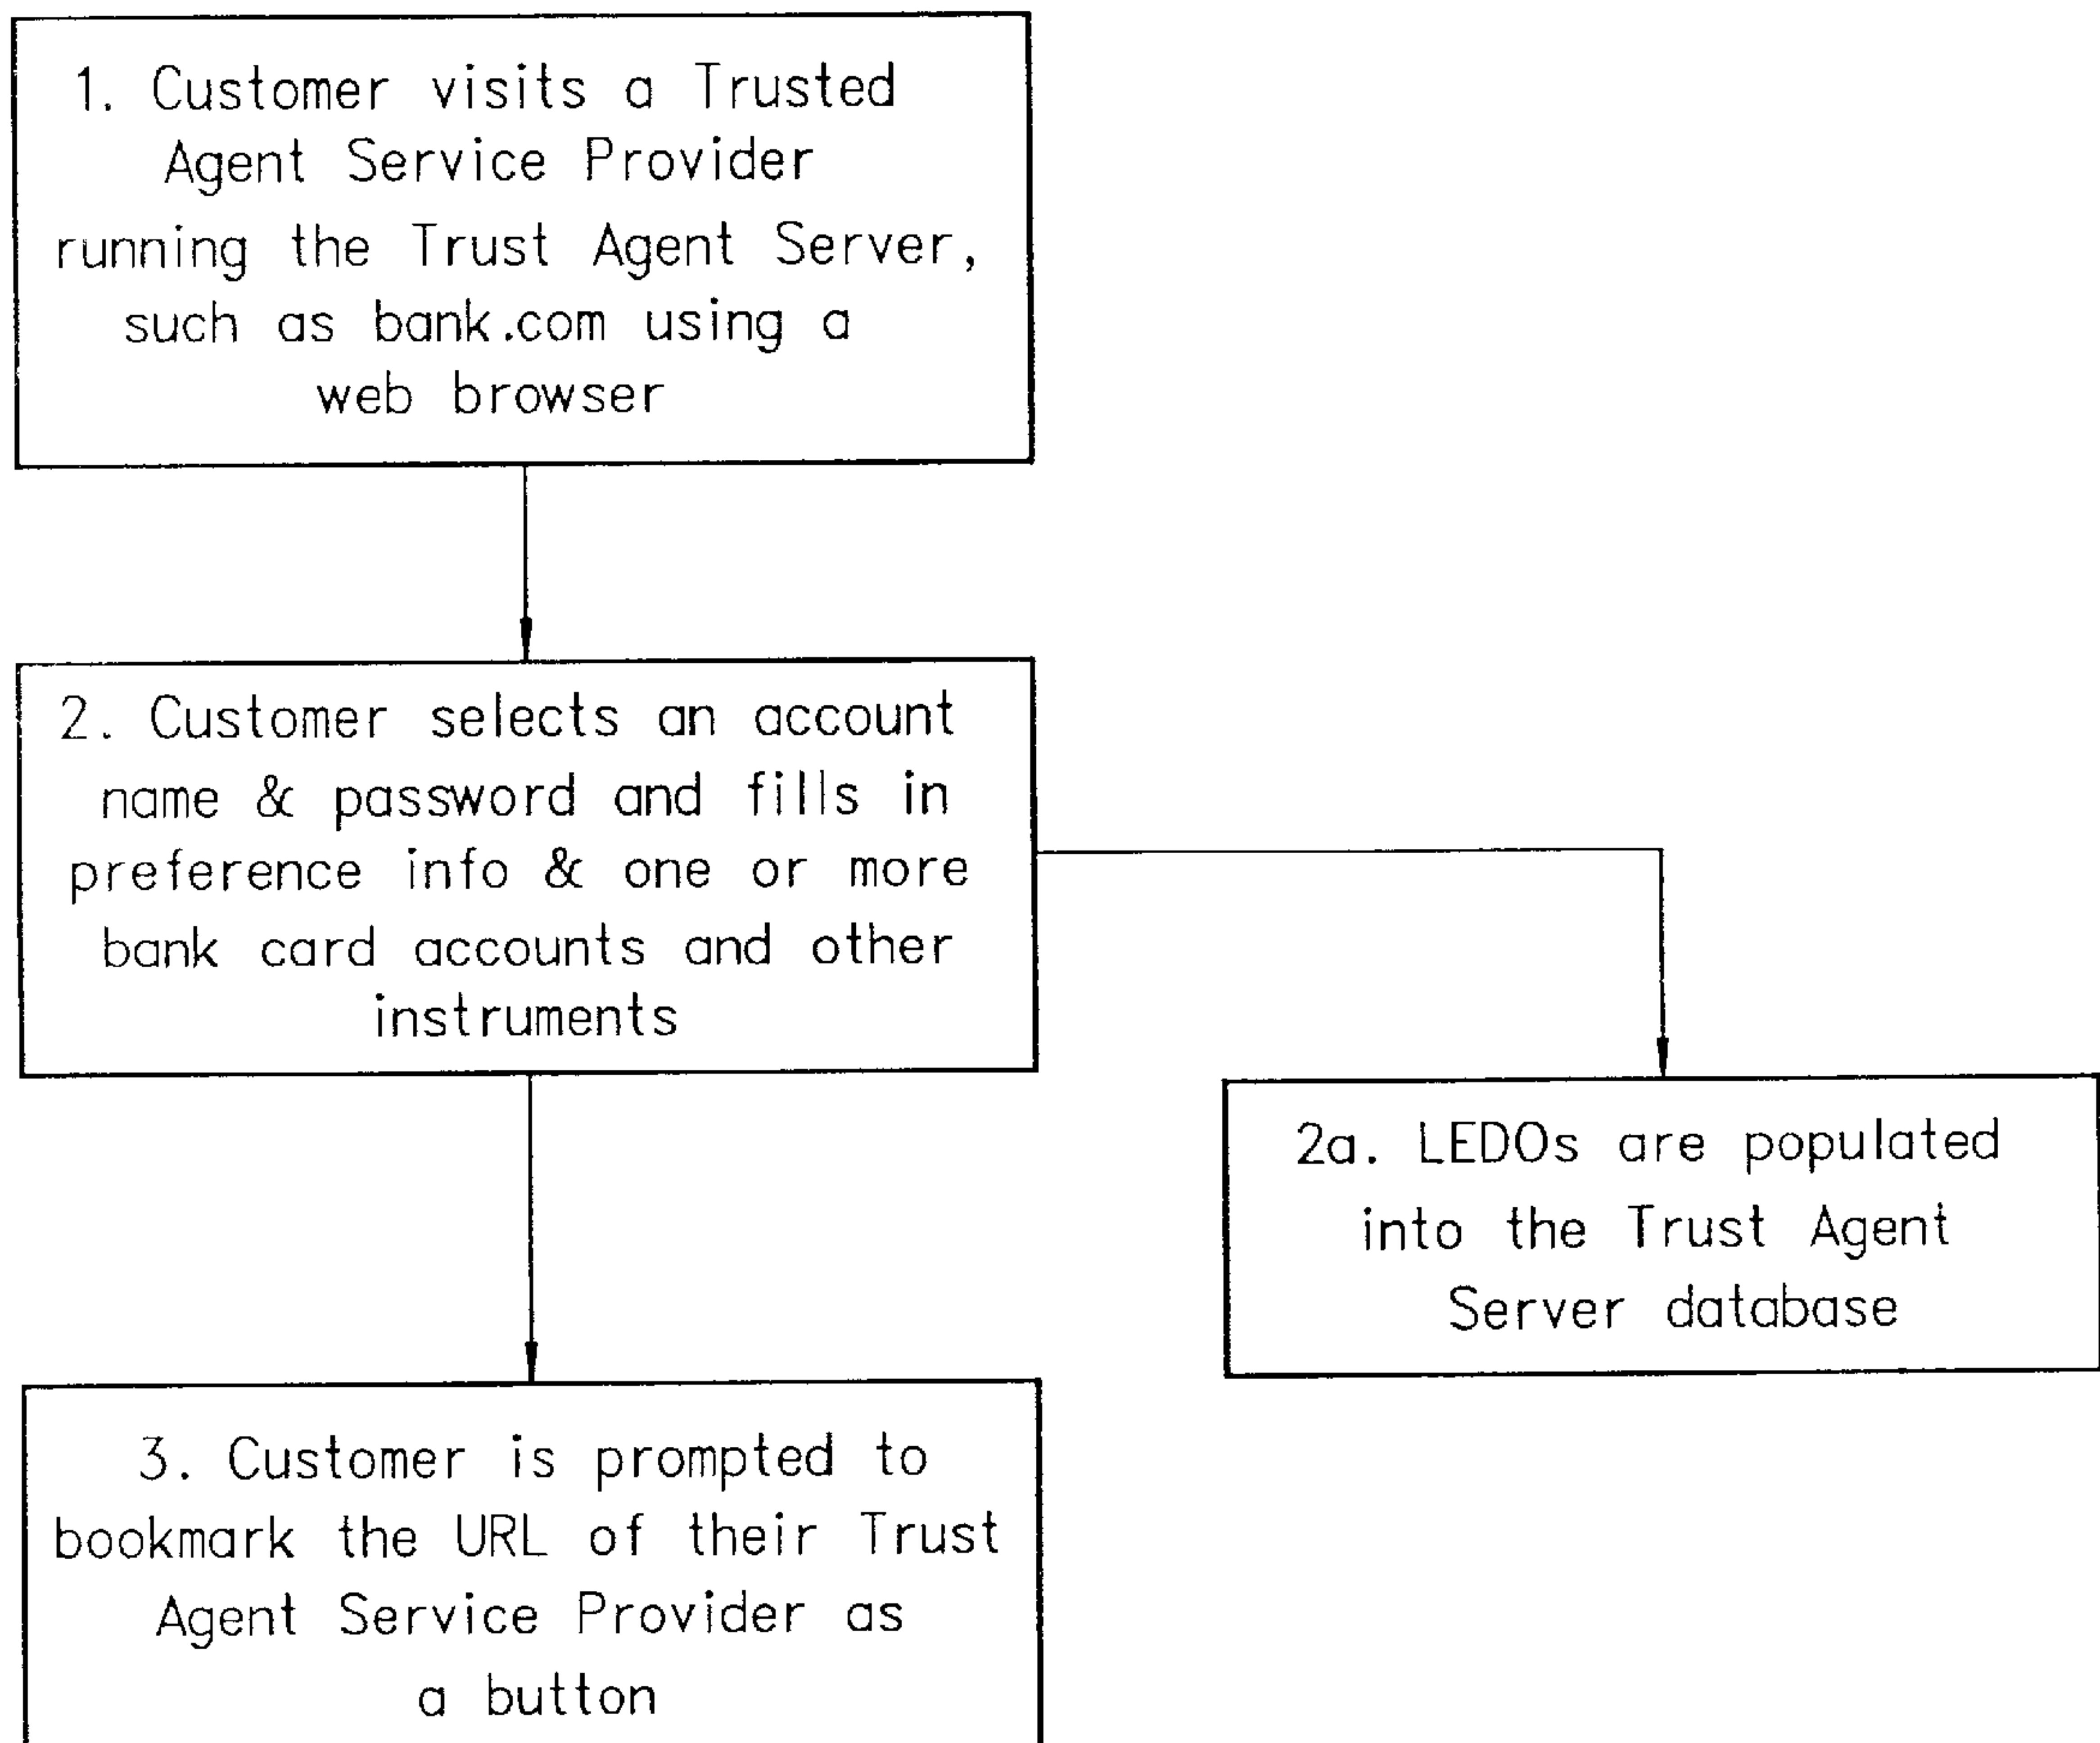 1. Customer visits a Trusted
Agent Service Provider
running the Trust Agent Server,
such as bank.com using a
web browser
2. Customer selects an account
name & password and fills in
preference info & one or more
bank card accounts and other
instruments
2a. LEDOs are populated
into the Trust Agent
Server database
3. Customer is prompted to
bookmark the URL of their Trust
Agent Service Provider as
a button